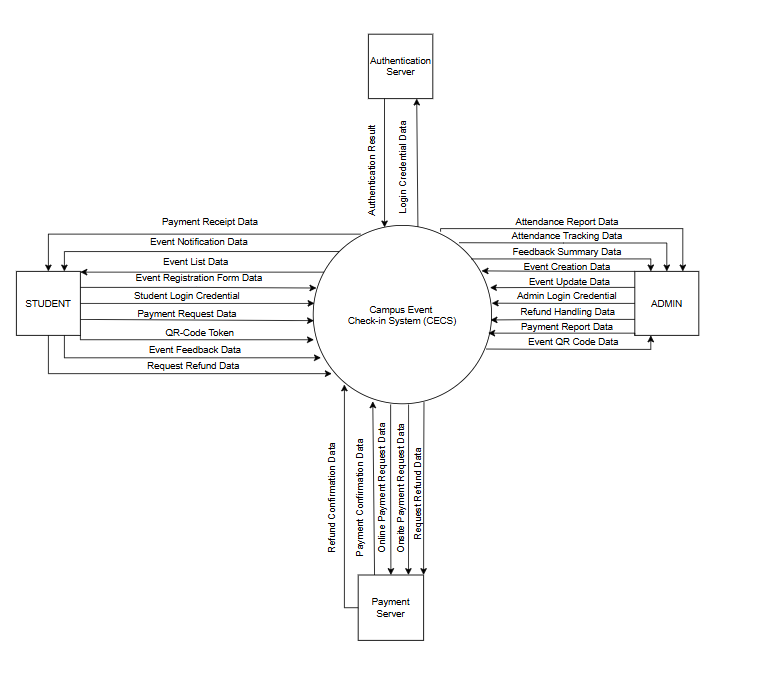 Authentication
Server
Authentication Result
Login Credential Data
Payment Receipt Data
Event Notification Data
Event List Data
Event Registration Form Data
Student Login Credential
Payment Request Data
QR-Code Token
Event Feedback Data
Request Refund Data
STUDENT
Campus Event
Check-in System (CECS)
Attendance Report Data
Attendance Tracking Data
Feedback Summary Data
Event Creation Data
Event Update Data
Admin Login Credential
Refund Handling Data
Payment Report Data
Event QR Code Data
ADMIN
Refund Confirmation Data
Payment Confirmation Data
Online Payment Request Data
Onsite Payment Request Data
Request Refund Data
Payment
Server